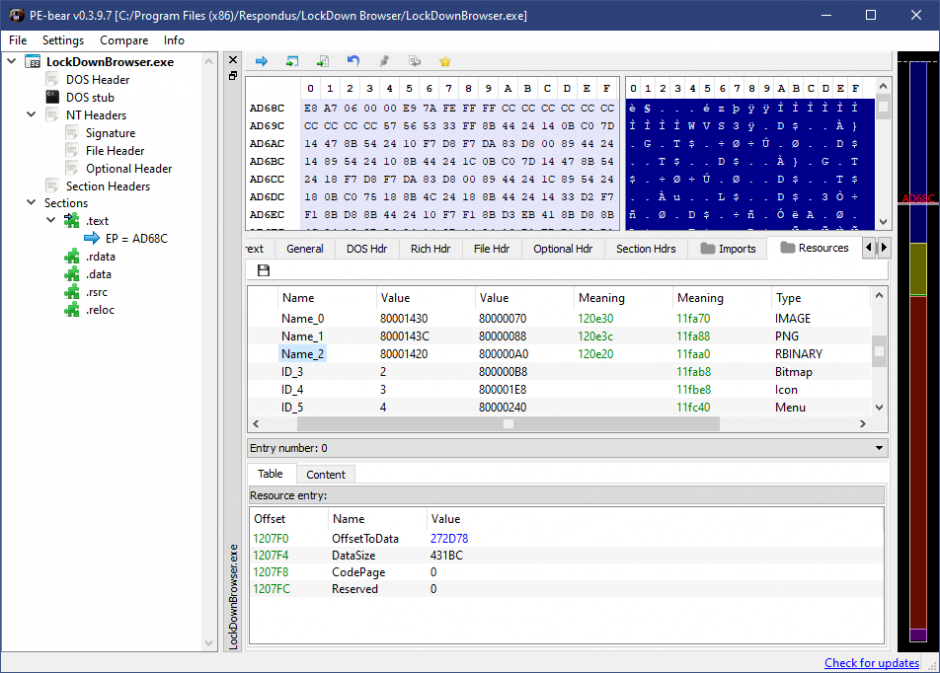 PE-bear v0.3.9.7 [C:/Program Files (x86)/Respondus/LockDown Browser/LockDownBrowser.exe]
File Settings Compare Info
LockDownBrowser.exe
DOS Header
DOS stub
NT Headers
Signature
File Header
Optional Header
Section Headers
Sections
.text
EP = AD68C
.rdata
.data
.rsrc
.reloc
LockDownBrowser.exe
0 1 2 3 4 5 6 7 8 9 A B C D E F
AD68C E8 A7 06 00 00 E9 7A FE FF FF CC CC CC CC CC CC
AD69C CC CC CC CC 57 56 53 33 FF 8B 44 24 14 0B C0 7D
AD6AC 14 47 8B 54 24 10 F7 D8 F7 DA 83 D8 00 89 44 24
AD6BC 14 89 54 24 10 8B 44 24 1C 0B C0 7D 14 47 8B 54
AD6CC 24 18 F7 D8 F7 DA 83 D8 00 89 44 24 1C 89 54 24
AD6DC 18 0B C0 75 18 8B 4C 24 18 8B 44 24 14 33 D2 F7
AD6EC F1 8B D8 8B 44 24 10 F7 F1 8B D3 EB 41 8B D8 8B
0 1 2 3 4 5 6 7 8 9 A B C D E F
è § . . . é z þ ÿ ÿ Ì Ì Ì Ì Ì Ì
Ì Ì Ì Ì W V S 3 ÿ . D $ . . À }
. G . T $ . ÷ Ø ÷ Ú . Ø . . D $
. . T $ . . D $ . . À } . G . T
$ . ÷ Ø ÷ Ú . Ø . . D $ . . T $
. . À u . . L $ . . D $ . 3 Ò ÷
ñ . Ø . D $ . ÷ ñ . Ó ë A . Ø .
AD68C
General DOS Hdr Rich Hdr File Hdr Optional Hdr Section Hdrs Imports Resources
Name Value Value Meaning Meaning Type
Name_0 80001430 80000070 120e30 11fa70 IMAGE
Name_1 8000143C 80000088 120e3c 11fa88 PNG
Name_2 80001420 800000A0 120e20 11faa0 RBINARY
ID_3 2 800000B8 11fab8 Bitmap
ID_4 3 800001E8 11fbe8 Icon
ID_5 4 80000240 11fc40 Menu
Entry number: 0
Table Content
Resource entry:
Offset Name Value
1207F0 OffsetToData 272D78
1207F4 DataSize 431BC
1207F8 CodePage 0
1207FC Reserved 0
Check for updates